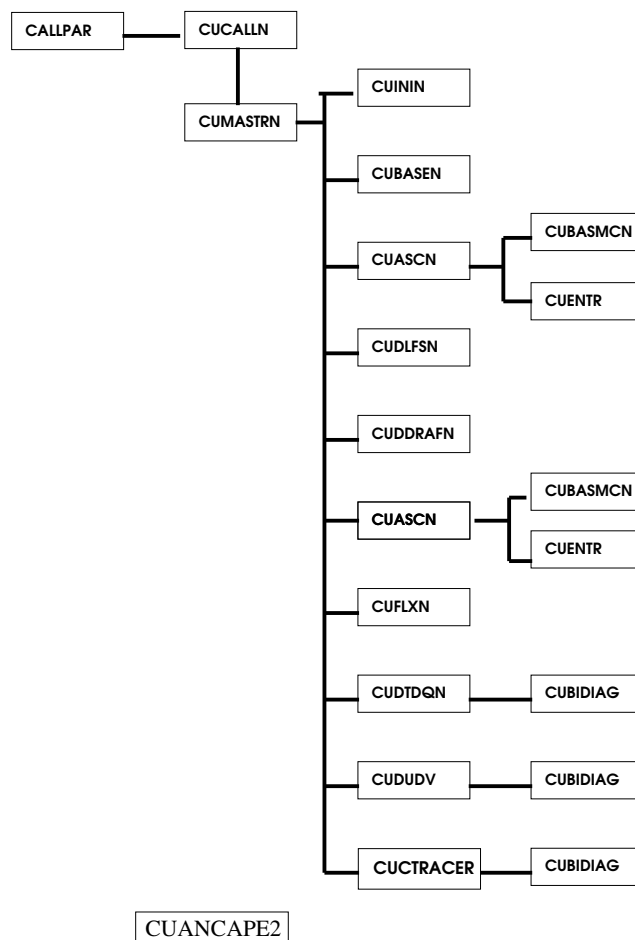 CALLPAR
CUCALLN
CUMASTRN
CUININ
CUBASEN
CUASCN
CUBASMCN
CUENTR
CUDLFSN
CUDDRAFN
CUASCN
CUBASMCN
CUENTR
CUFLXN
CUDTDQN
CUBIDIAG
CUDUDV
CUBIDIAG
CUCTRACER
CUBIDIAG
CUANCAPE2